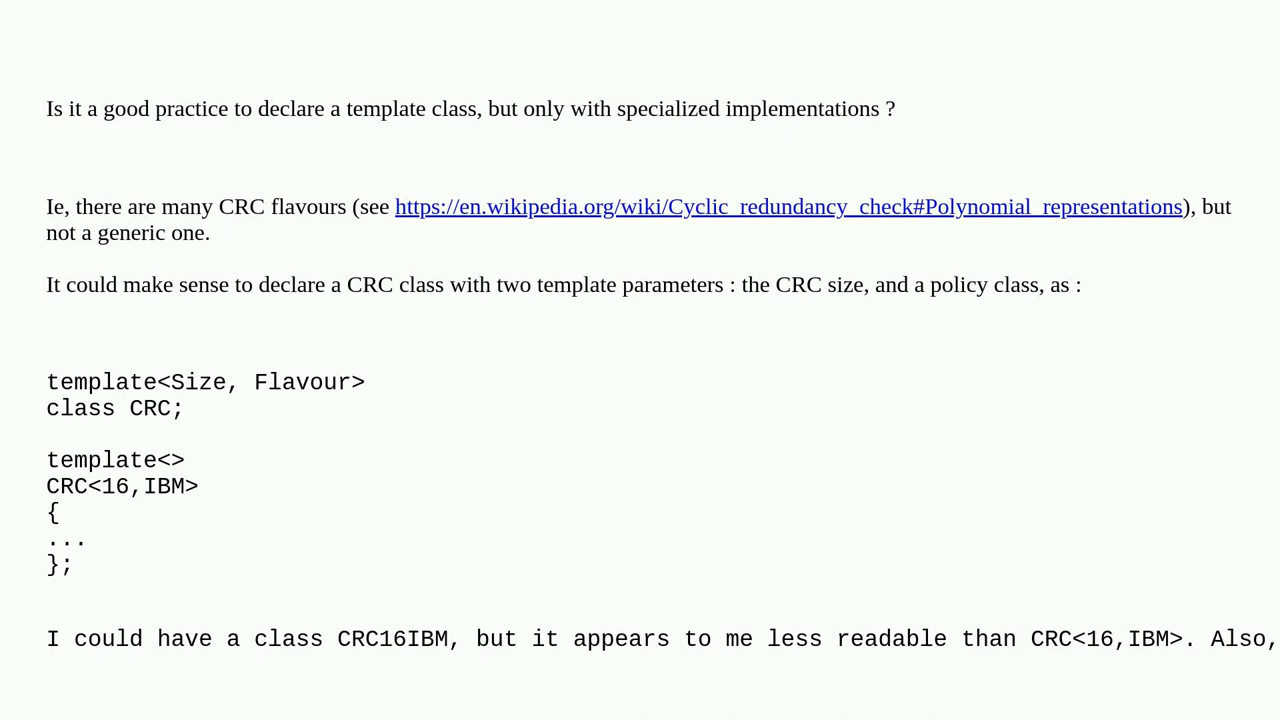 Is it a good practice to declare a template class, but only with specialized implementations ?
Ie, there are many CRC flavours (see https://en.wikipedia.org/wiki/Cyclic_redundancy_check#Polynomial_representations), but
not a generic one.
It could make sense to declare a CRC class with two template parameters : the CRC size, and a policy class, as :
template<Size, Flavour>
class CRC;
template<>
CRC<16,IBM>
{
...
};
I could have a class CRC16IBM, but it appears to me less readable than CRC<16,IBM>. Also,